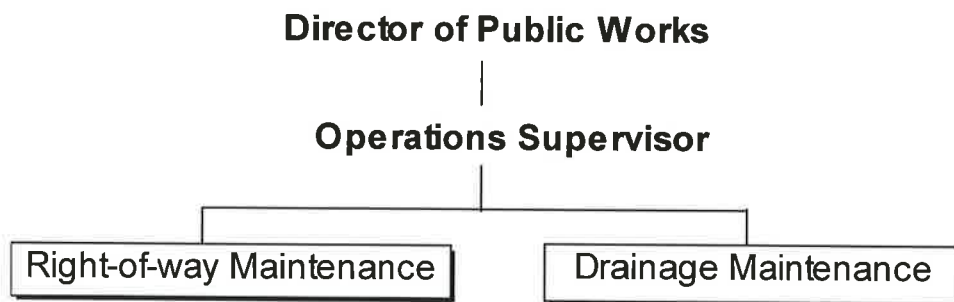 Director of Public Works
Operations Supervisor
Right-of-way Maintenance
Drainage Maintenance